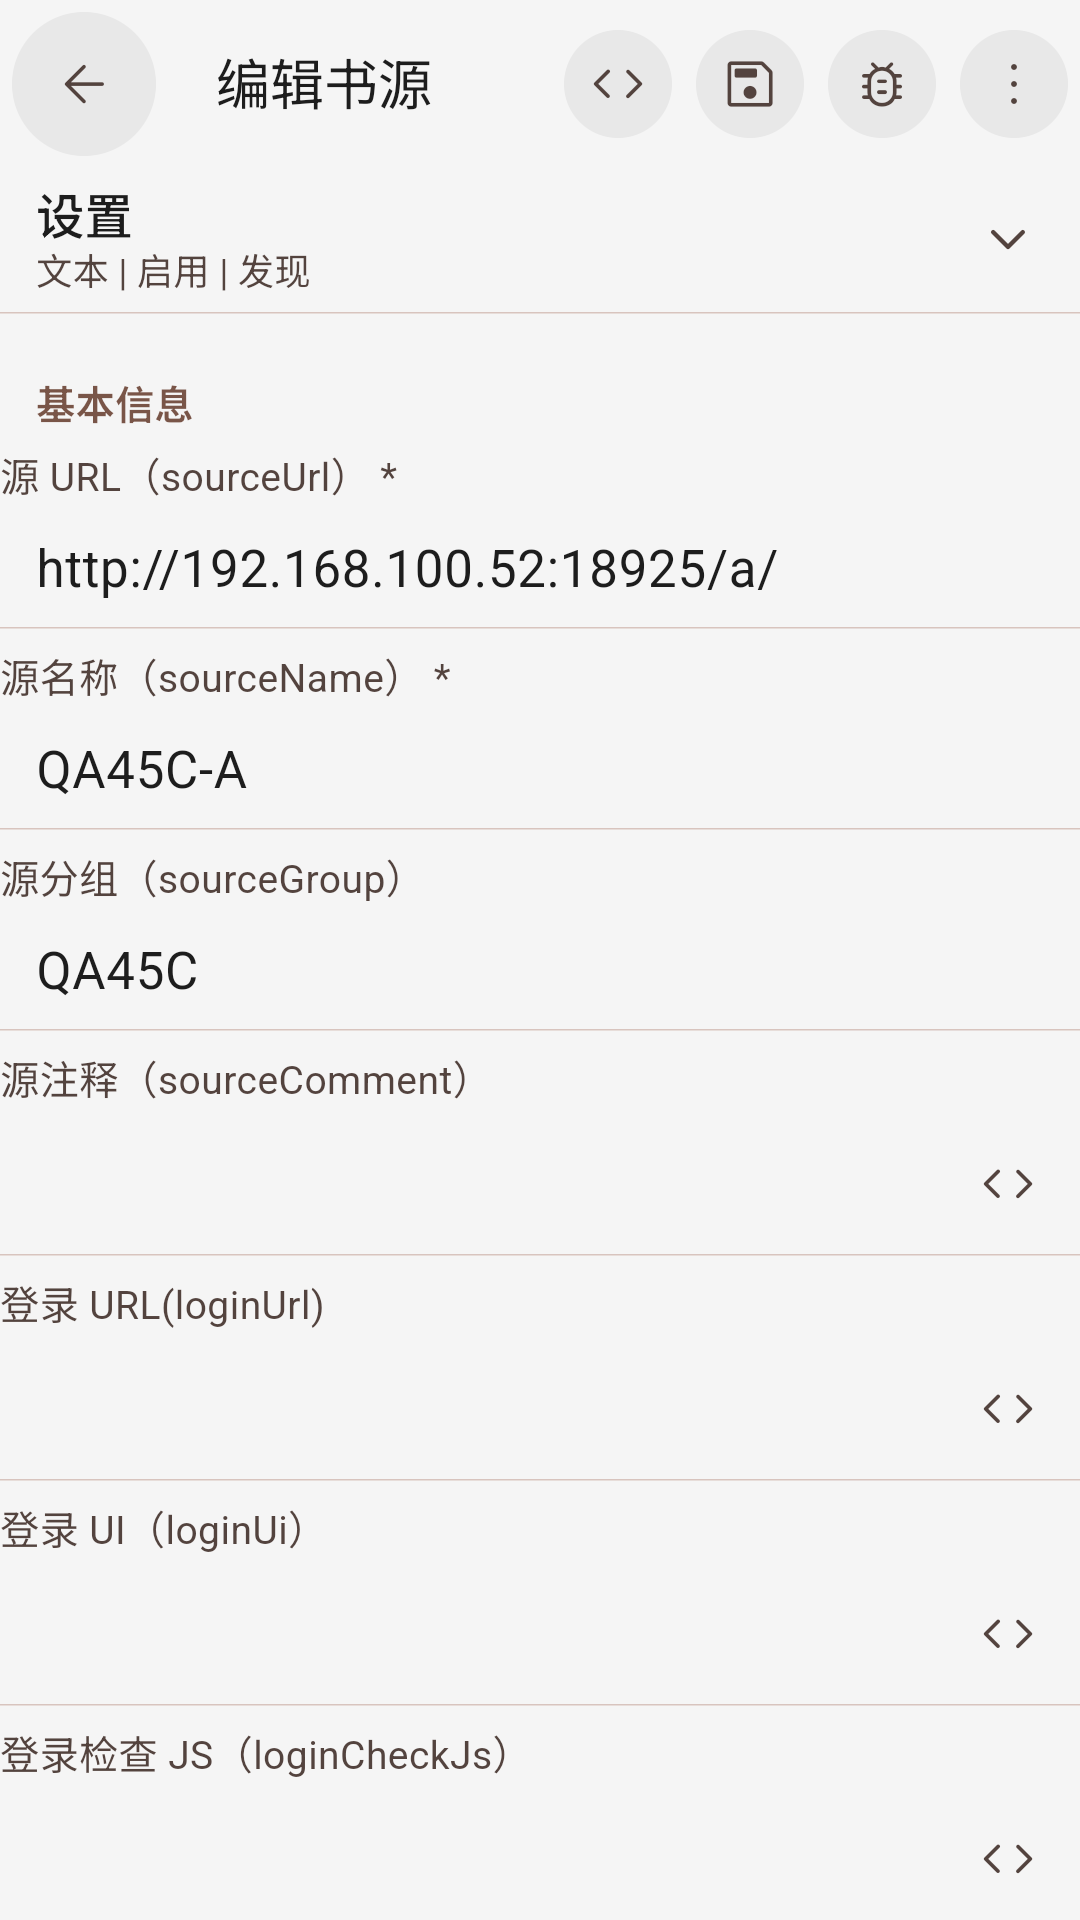 编辑书源
设置
文本 | 启用 | 发现
基本信息
源 URL（sourceUrl） *
http://192.168.100.52:18925/a/
源名称（sourceName） *
QA45C-A
源分组（sourceGroup）
QA45C
源注释（sourceComment）
登录 URL(loginUrl)
登录 UI（loginUi）
登录检查 JS（loginCheckJs）